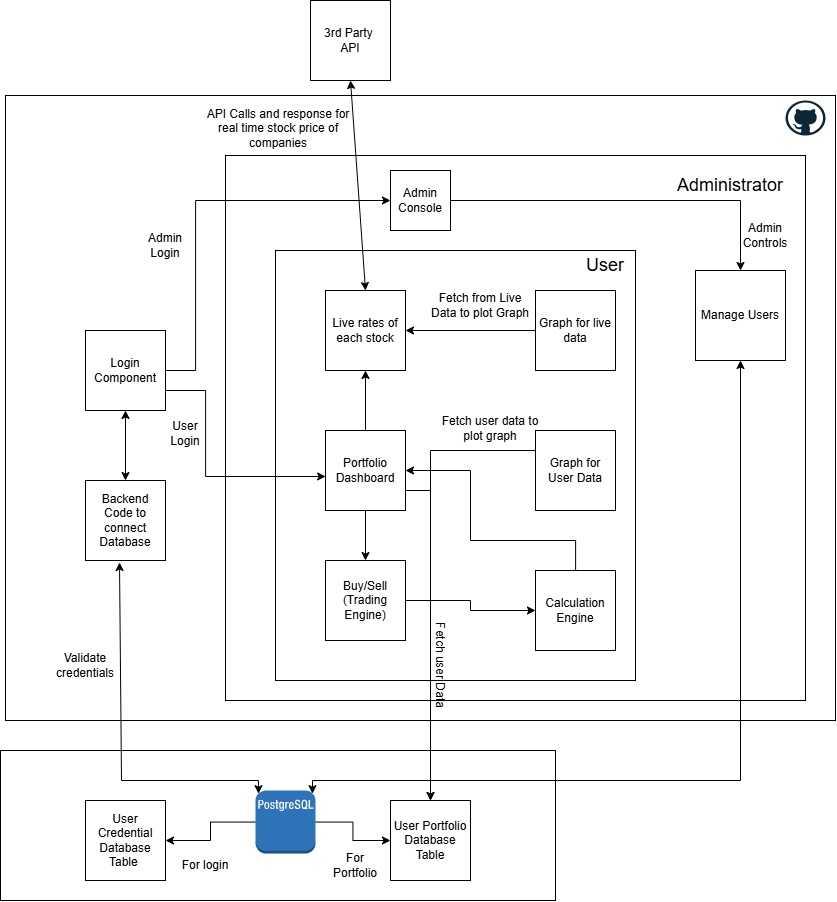 3rd Party
API
API Calls and response for
real time stock price of
companies
Administrator
Admin
Console
Admin
Login
Admin
Controls
User
Live rates of
each stock
Fetch from Live
Data to plot Graph
Graph for live
data
Manage Users
Login
Component
User
Login
Fetch user data to
plot graph
Portfolio
Dashboard
Graph for
User Data
Backend
Code to
connect
Database
Buy/Sell
(Trading
Engine)
Calculation
Engine
Fetch user Data
Validate
credentials
PostgreSQL
User
Credential
Database
Table
For login
For
Portfolio
User Portfolio
Database
Table